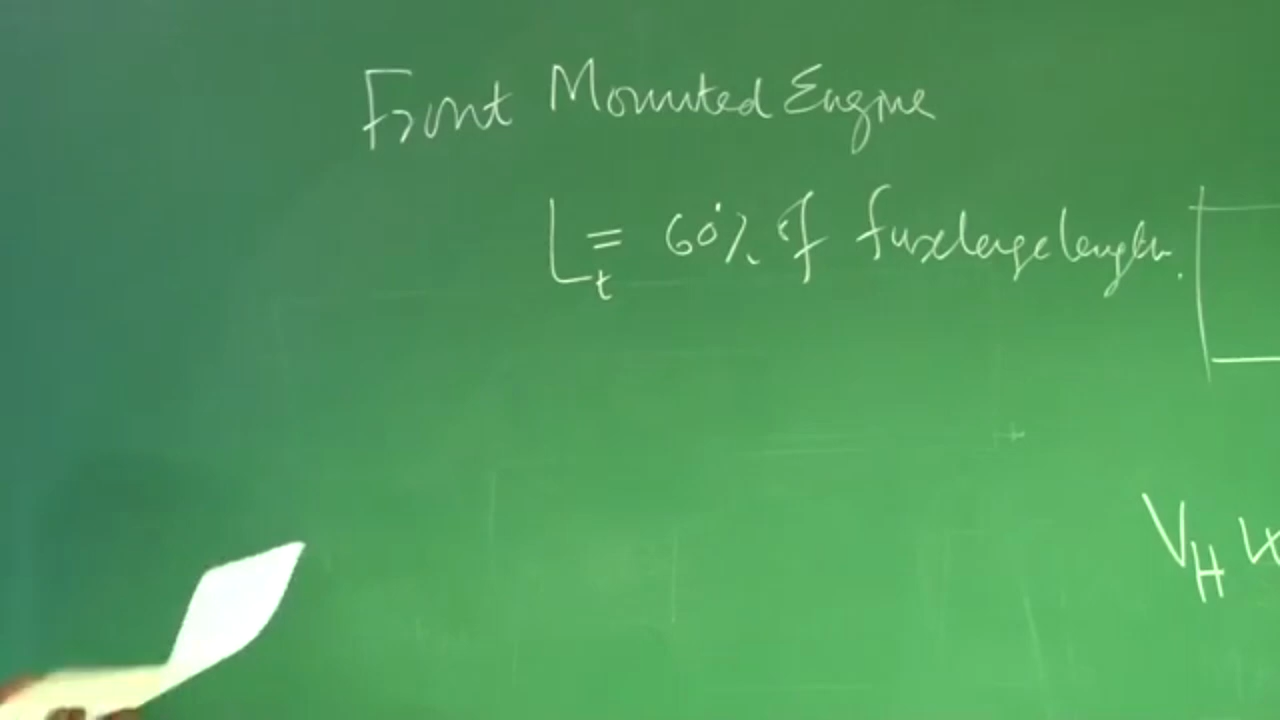 Front Mounted Engine
Lt = 60% of fuselage length.
VH